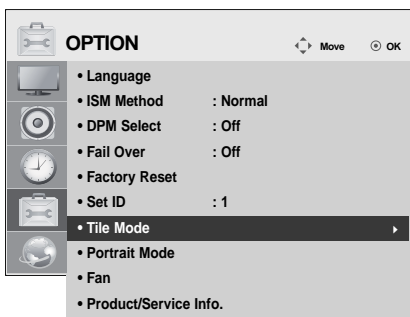 OPTION Move OK
• Language
• ISM Method : Normal
• DPM Select : Off
• Fail Over : Off
• Factory Reset
• Set ID : 1
• Tile Mode
• Portrait Mode
• Fan
• Product/Service Info.